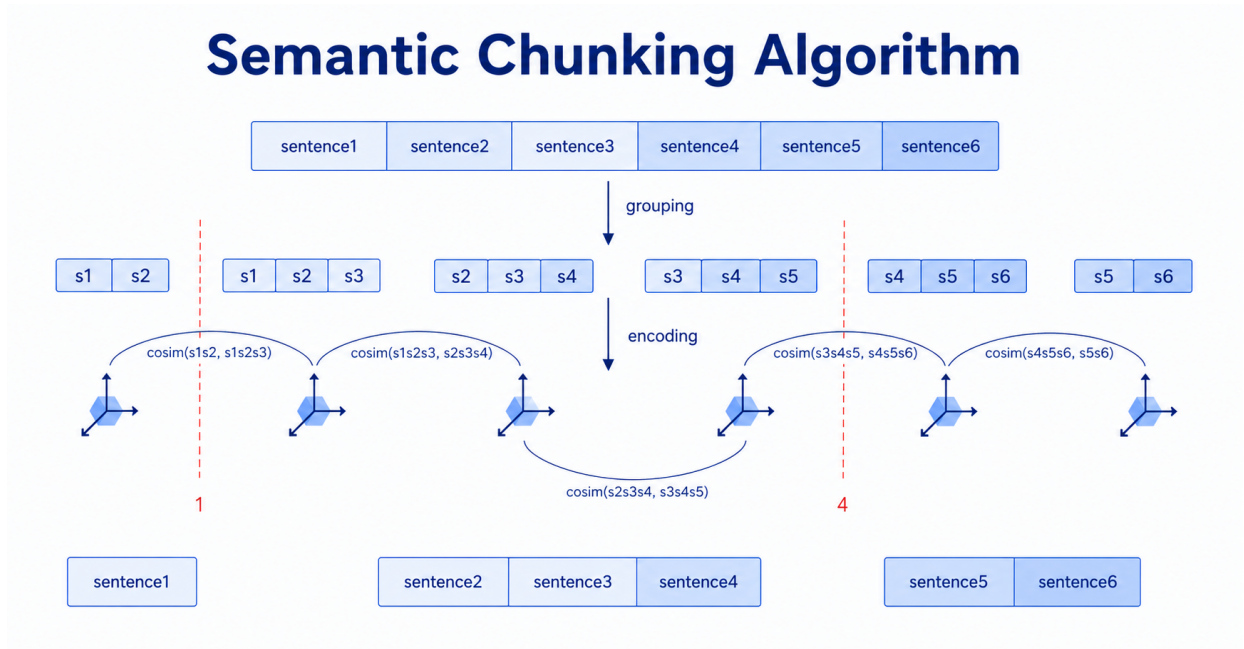 Semantic Chunking Algorithm
sentence1 sentence2 sentence3 sentence4 sentence5 sentence6
grouping
s1 s2 s1 s2 s3 s2 s3 s4 s3 s4 s5 s4 s5 s6 s5 s6
encoding
cosim(s1s2, s1s2s3) cosim(s1s2s3, s2s3s4) cosim(s3s4s5, s4s5s6) cosim(s4s5s6, s5s6)
cosim(s2s3s4, s3s4s5)
1 4
sentence1 sentence2 sentence3 sentence4 sentence5 sentence6